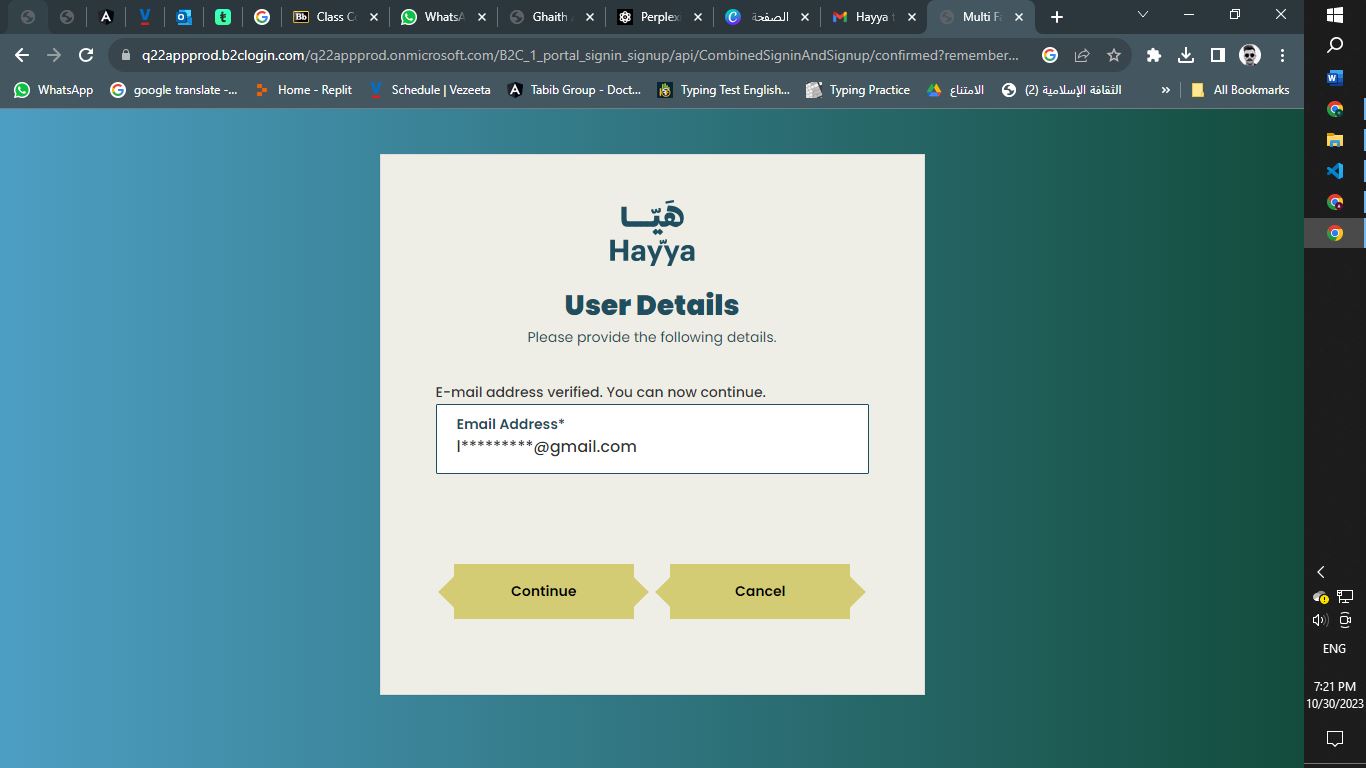 Class C
WhatsA
Ghaith
Perplex
الصفحة
Hayya t
Multi Fa
q22appprod.b2clogin.com/q22appprod.onmicrosoft.com/B2C_1_portal_signin_signup/api/CombinedSigninAndSignup/confirmed?remember...
WhatsApp
google translate -...
Home - Replit
Schedule | Vezeeta
Tabib Group - Doct...
Typing Test English...
Typing Practice
الامتناع
الثقافة الإسلامية (2)
»
All Bookmarks
هَيّا
Hayya
User Details
Please provide the following details.
E-mail address verified. You can now continue.
Email Address*
l*********@gmail.com
Continue
Cancel
ENG
7:21 PM
10/30/2023